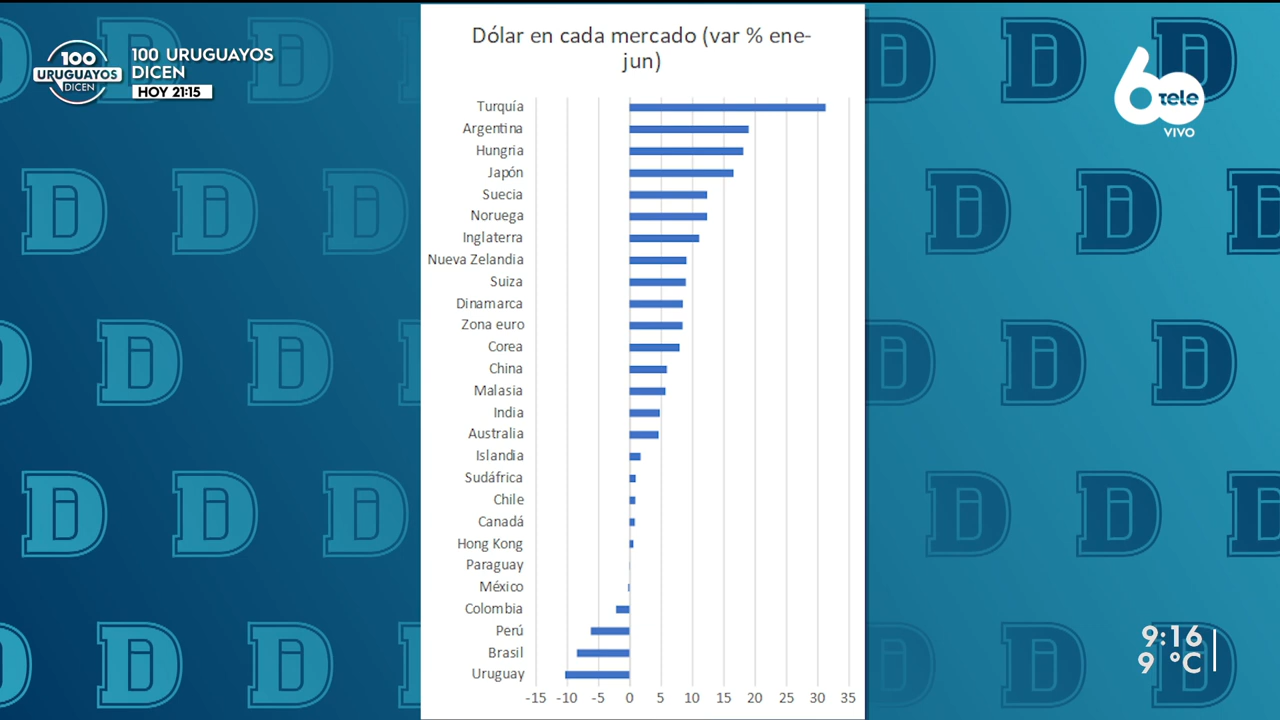 100
URUGUAYOS
DICEN
100 URUGUAYOS
DICEN
HOY 21:15
Dólar en cada mercado (var % ene-
jun)
6 tele
VIVO
Turquía
Argentina
Hungria
Japón
Suecia
Noruega
Inglaterra
Nueva Zelandia
Suiza
Dinamarca
Zona euro
Corea
China
Malasia
India
Australia
Islandia
Sudáfrica
Chile
Canadá
Hong Kong
Paraguay
México
Colombia
Perú
Brasil
Uruguay
-15 -10 -5 0 5 10 15 20 25 30 35
9:16
9 °C